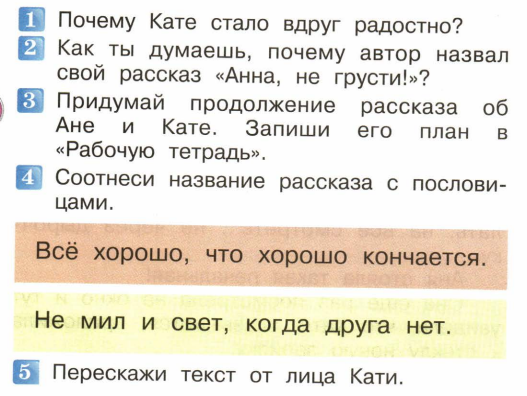 1 Почему Кате стало вдруг радостно?
2 Как ты думаешь, почему автор назвал
свой рассказ «Анна, не грусти!»?
3 Придумай продолжение рассказа об
Ане и Кате. Запиши его план в
«Рабочую тетрадь».
4 Соотнеси название рассказа с послови-
цами.
Всё хорошо, что хорошо кончается.
Не мил и свет, когда друга нет.
5 Перескажи текст от лица Кати.